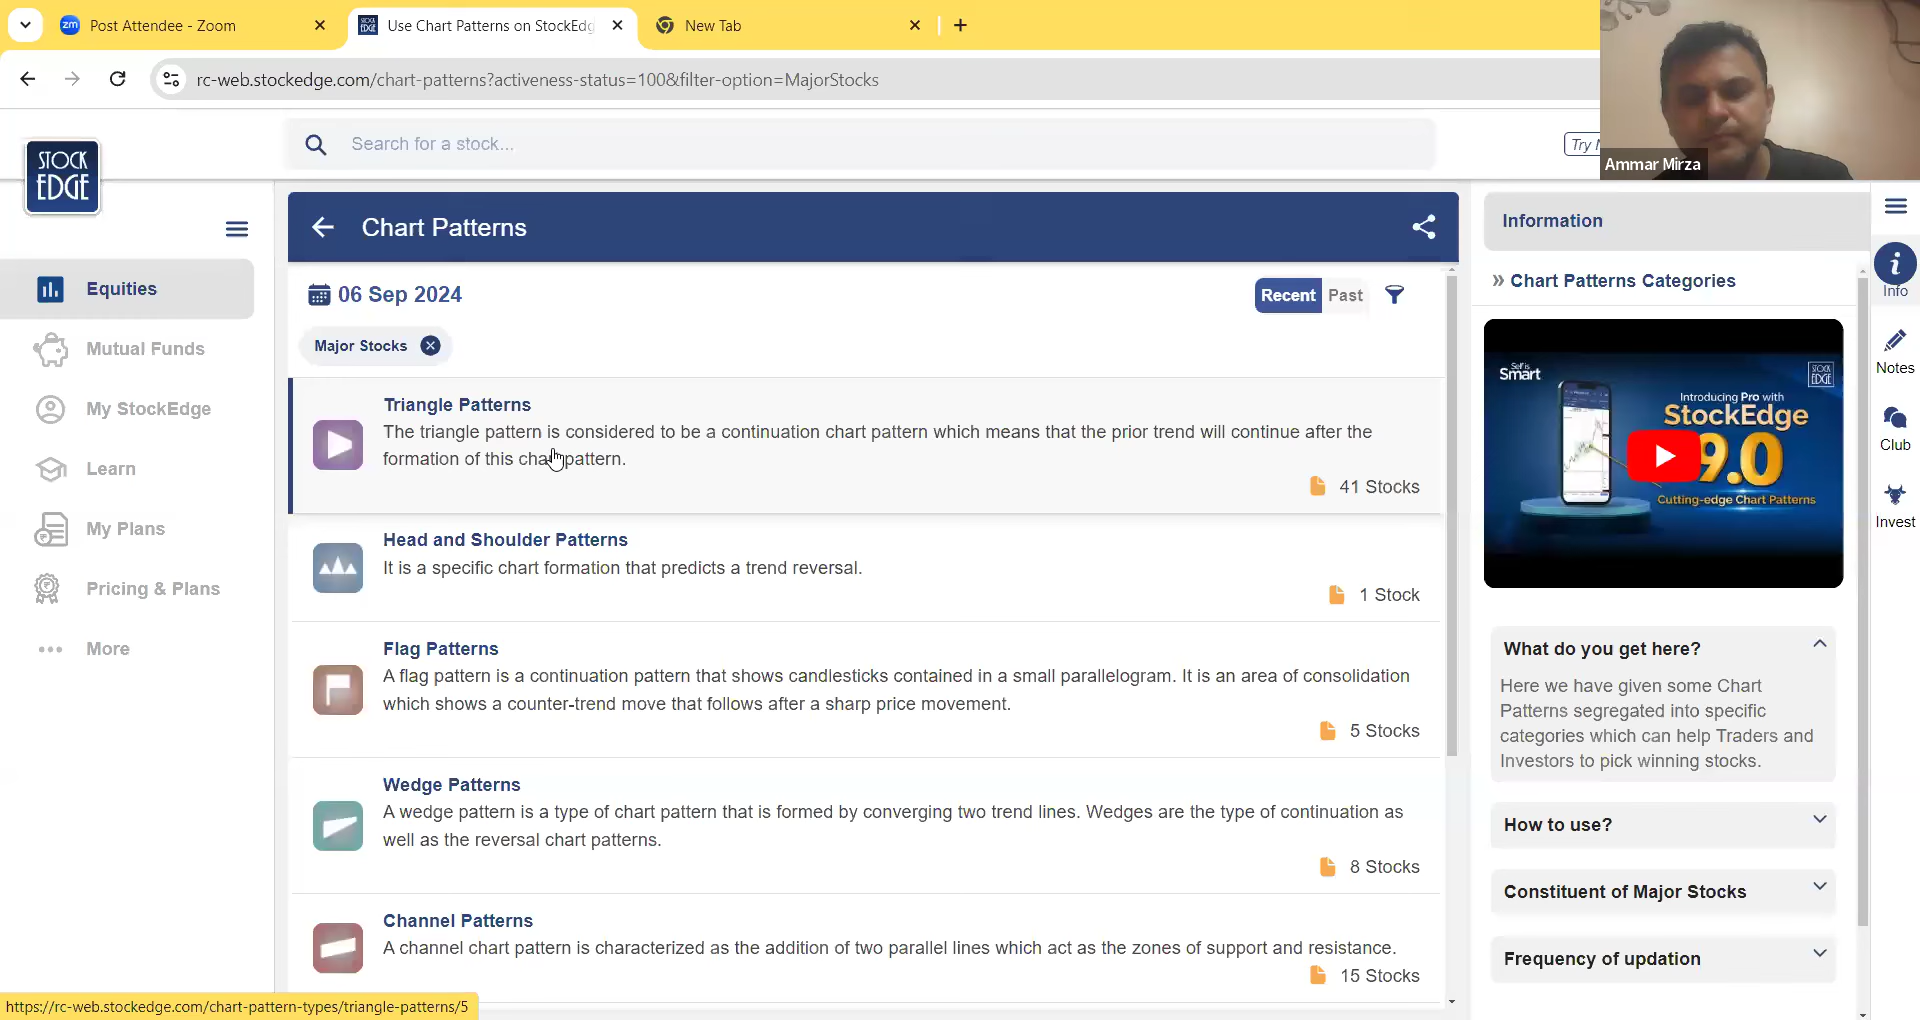 zm Post Attendee - Zoom
STOCK EDGE Use Chart Patterns on StockEdg
New Tab
rc-web.stockedge.com/chart-patterns?activeness-status=100&filter-option=MajorStocks
Ammar Mirza
STOCK
EDGE
Search for a stock...
Try
Equities
Mutual Funds
My StockEdge
Learn
My Plans
Pricing & Plans
More
Chart Patterns
06 Sep 2024
Recent Past
Major Stocks
Triangle Patterns
The triangle pattern is considered to be a continuation chart pattern which means that the prior trend will continue after the
formation of this chart pattern.
41 Stocks
Head and Shoulder Patterns
It is a specific chart formation that predicts a trend reversal.
1 Stock
Flag Patterns
A flag pattern is a continuation pattern that shows candlesticks contained in a small parallelogram. It is an area of consolidation
which shows a counter-trend move that follows after a sharp price movement.
5 Stocks
Wedge Patterns
A wedge pattern is a type of chart pattern that is formed by converging two trend lines. Wedges are the type of continuation as
well as the reversal chart patterns.
8 Stocks
Channel Patterns
A channel chart pattern is characterized as the addition of two parallel lines which act as the zones of support and resistance.
15 Stocks
Information
» Chart Patterns Categories
Self is
Smart
STOCK
EDGE
Introducing Pro with
StockEdge
9.0
Cutting-edge Chart Patterns
What do you get here?
Here we have given some Chart
Patterns segregated into specific
categories which can help Traders and
Investors to pick winning stocks.
How to use?
Constituent of Major Stocks
Frequency of updation
i
Info
Notes
Club
Invest
https://rc-web.stockedge.com/chart-pattern-types/triangle-patterns/5